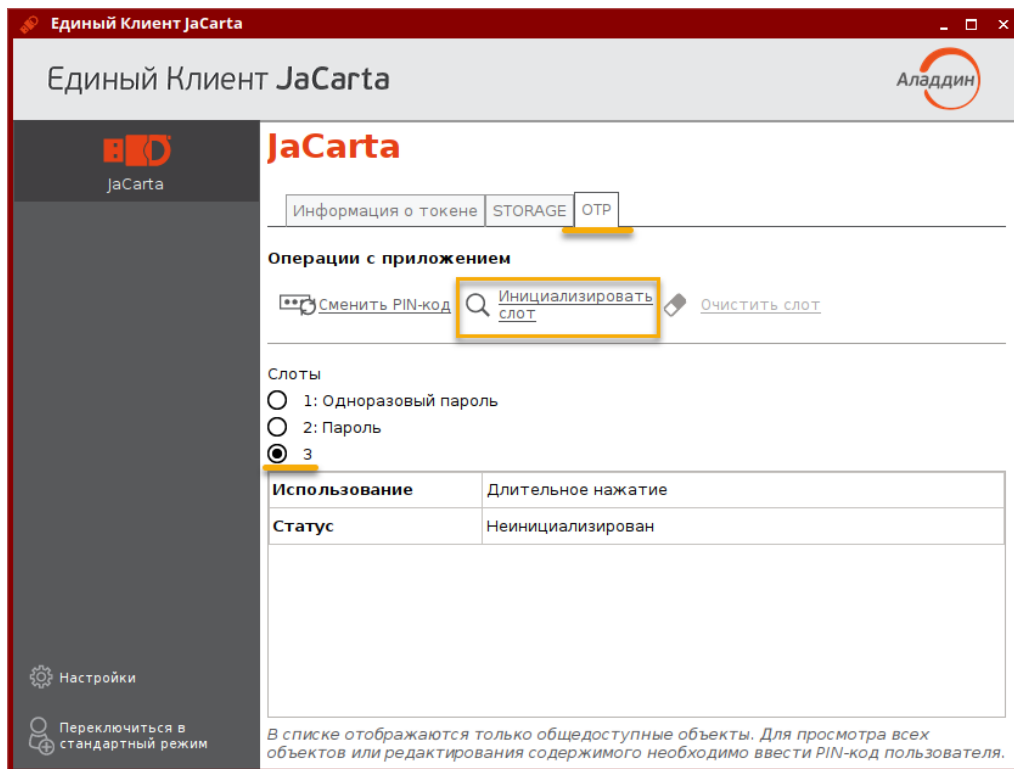 Единый Клиент JaCarta
Единый Клиент JaCarta
Аладдин
JaCarta
JaCarta
Информация о токене STORAGE OTP
Операции с приложением
Сменить PIN-код
Инициализировать
слот
Очистить слот
Слоты
1: Одноразовый пароль
2: Пароль
3
Использование Длительное нажатие
Статус Неинициализирован
Настройки
Переключиться в
стандартный режим
В списке отображаются только общедоступные объекты. Для просмотра всех
объектов или редактирования содержимого необходимо ввести PIN-код пользователя.